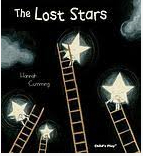 The Lost Stars
Hannah
Cumming
Child's Play